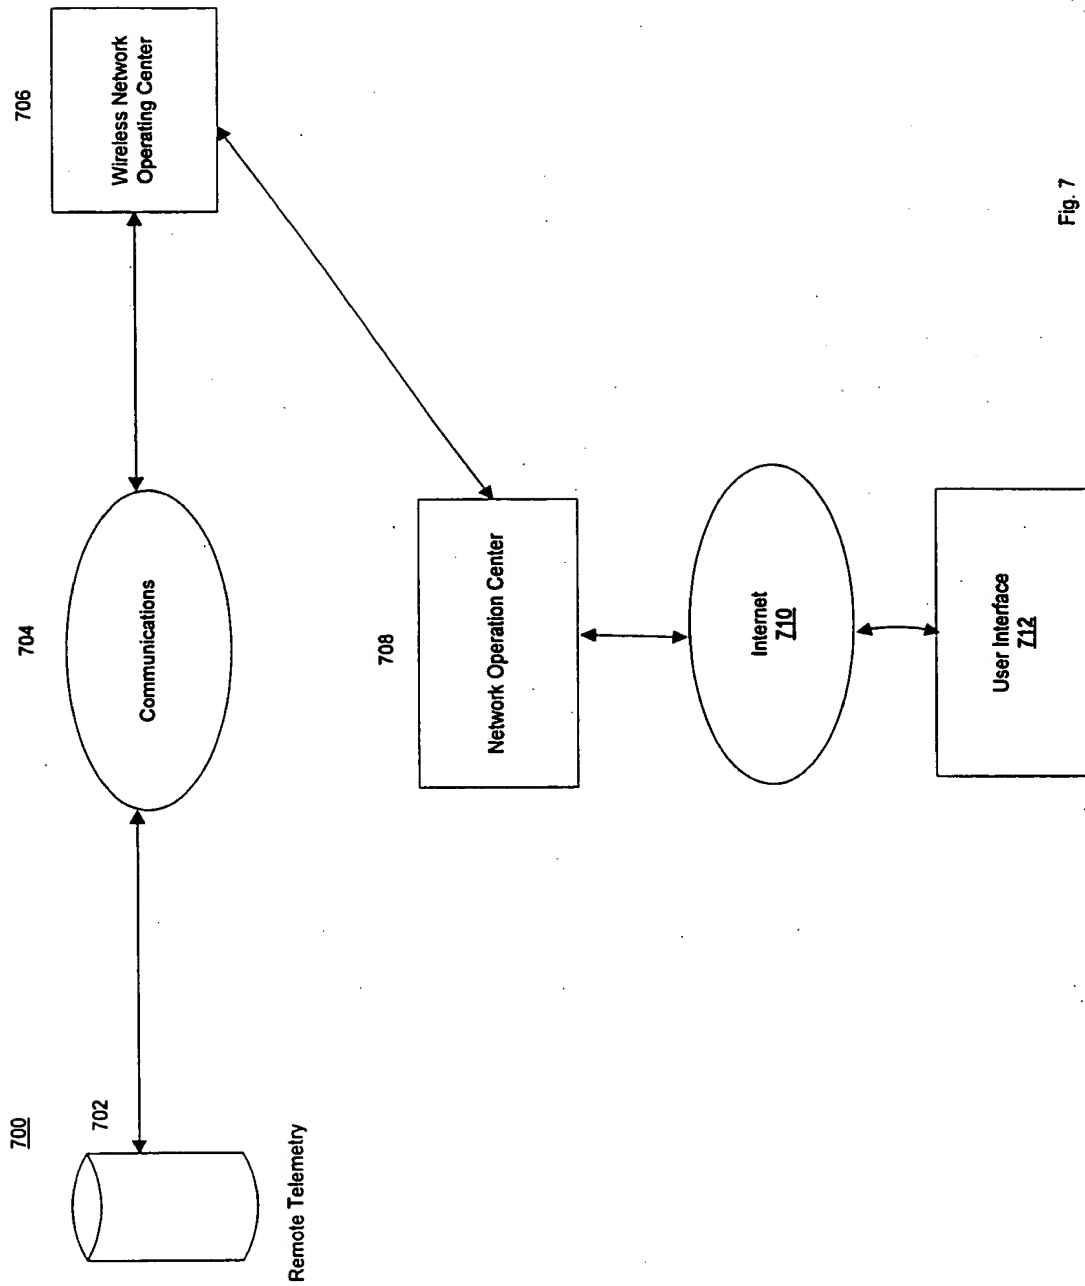 700
702
Remote Telemetry
704
Communications
706
Wireless Network
Operating Center
708
Network Operation Center
Internet
710
User Interface
712
Fig. 7